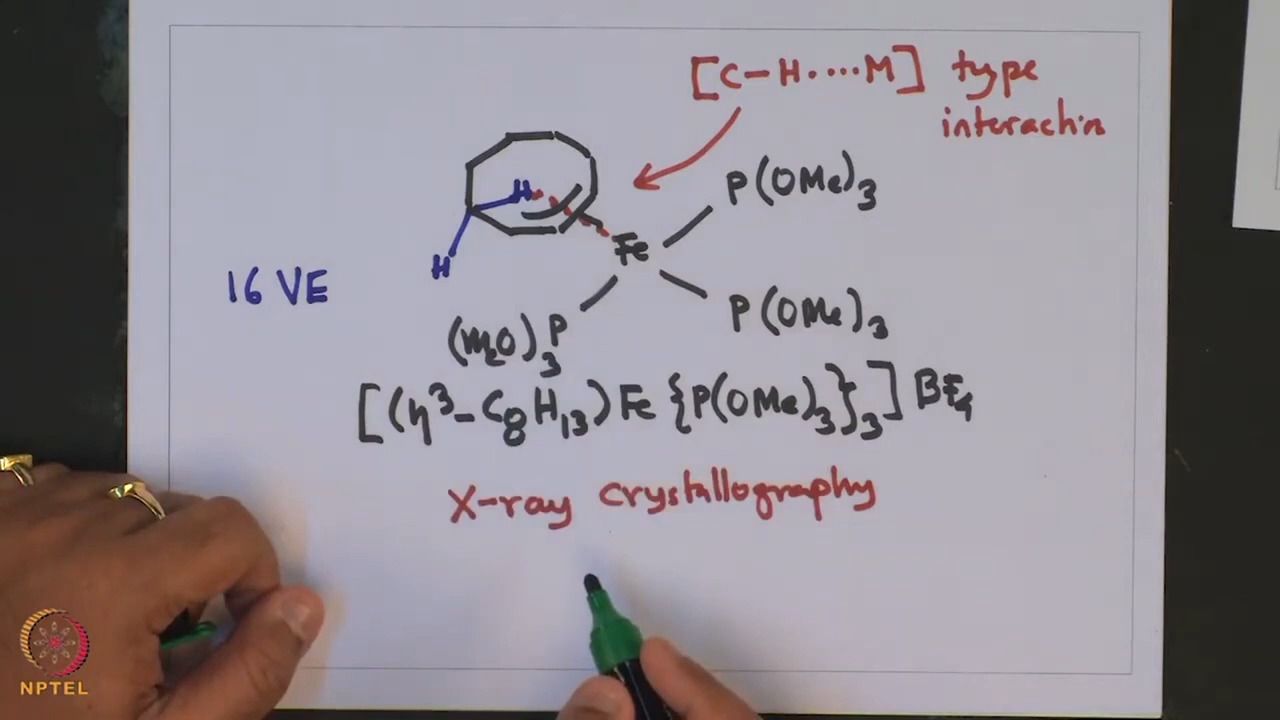 [C-H····M] type
interaction
H
H
Fe
P(OMe)₃
P(OMe)₃
(MeO)₃P
16 VE
[(η³-C₈H₁₃)Fe{P(OMe)₃}₃]BF₄
X-ray crystallography
NPTEL